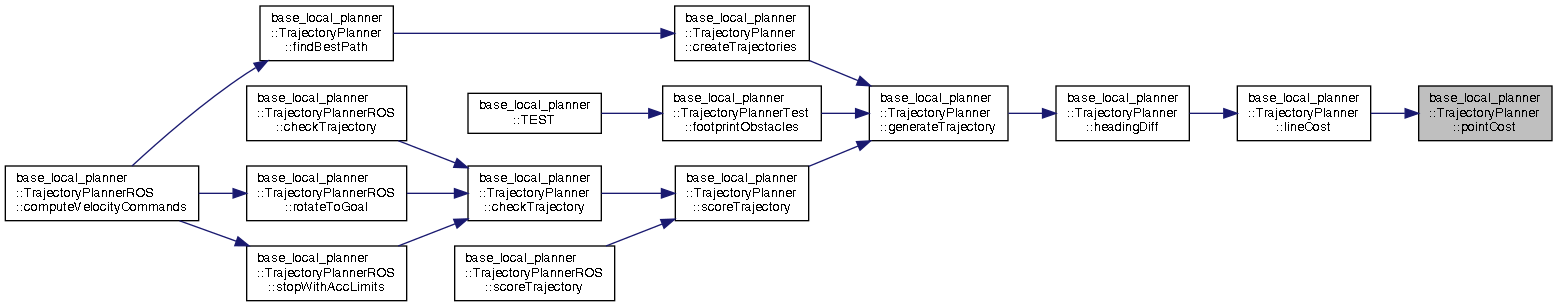 base_local_planner
::TrajectoryPlanner
::findBestPath
base_local_planner
::TrajectoryPlanner
::createTrajectories
base_local_planner
::TrajectoryPlannerROS
::checkTrajectory
base_local_planner
::TEST
base_local_planner
::TrajectoryPlannerTest
::footprintObstacles
base_local_planner
::TrajectoryPlanner
::generateTrajectory
base_local_planner
::TrajectoryPlanner
::headingDiff
base_local_planner
::TrajectoryPlanner
::lineCost
base_local_planner
::TrajectoryPlanner
::pointCost
base_local_planner
::TrajectoryPlannerROS
::computeVelocityCommands
base_local_planner
::TrajectoryPlannerROS
::rotateToGoal
base_local_planner
::TrajectoryPlanner
::checkTrajectory
base_local_planner
::TrajectoryPlanner
::scoreTrajectory
base_local_planner
::TrajectoryPlannerROS
::stopWithAccLimits
base_local_planner
::TrajectoryPlannerROS
::scoreTrajectory